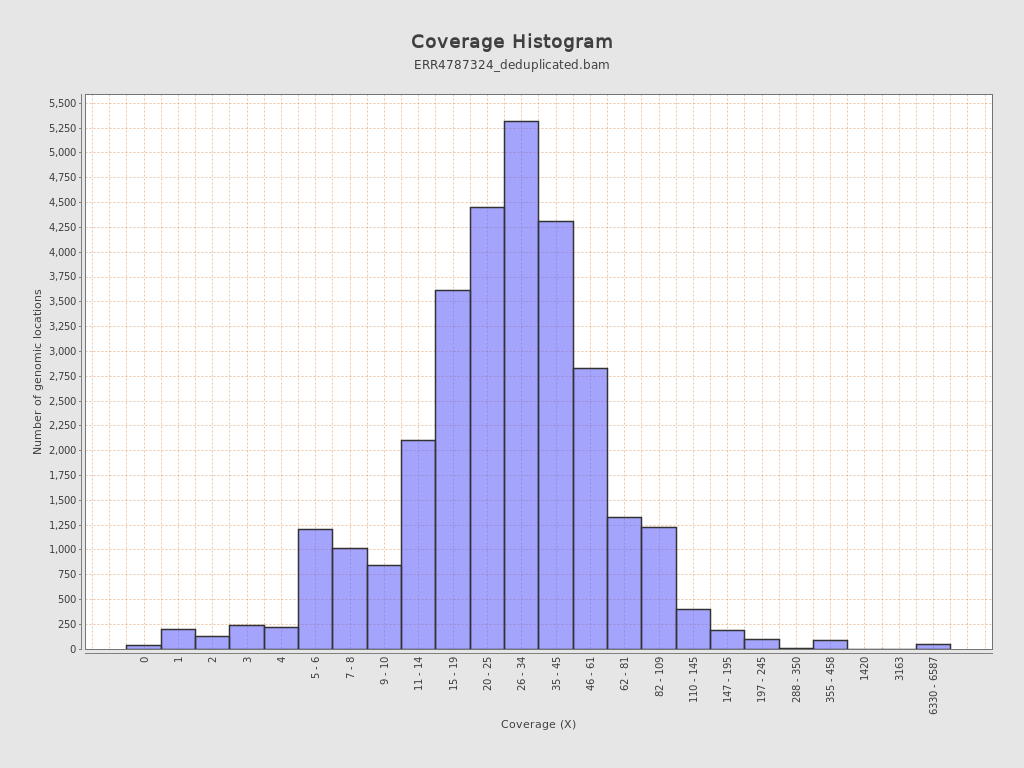 Coverage Histogram
ERR4787324_deduplicated.bam
Number of genomic locations
5,500
5,250
5,000
4,750
4,500
4,250
4,000
3,750
3,500
3,250
3,000
2,750
2,500
2,250
2,000
1,750
1,500
1,250
1,000
750
500
250
0
0
1
2
3
4
5 - 6
7 - 8
9 - 10
11 - 14
15 - 19
20 - 25
26 - 34
35 - 45
46 - 61
62 - 81
82 - 109
110 - 145
147 - 195
197 - 245
288 - 350
355 - 458
1420
3163
6330 - 6587
Coverage (X)